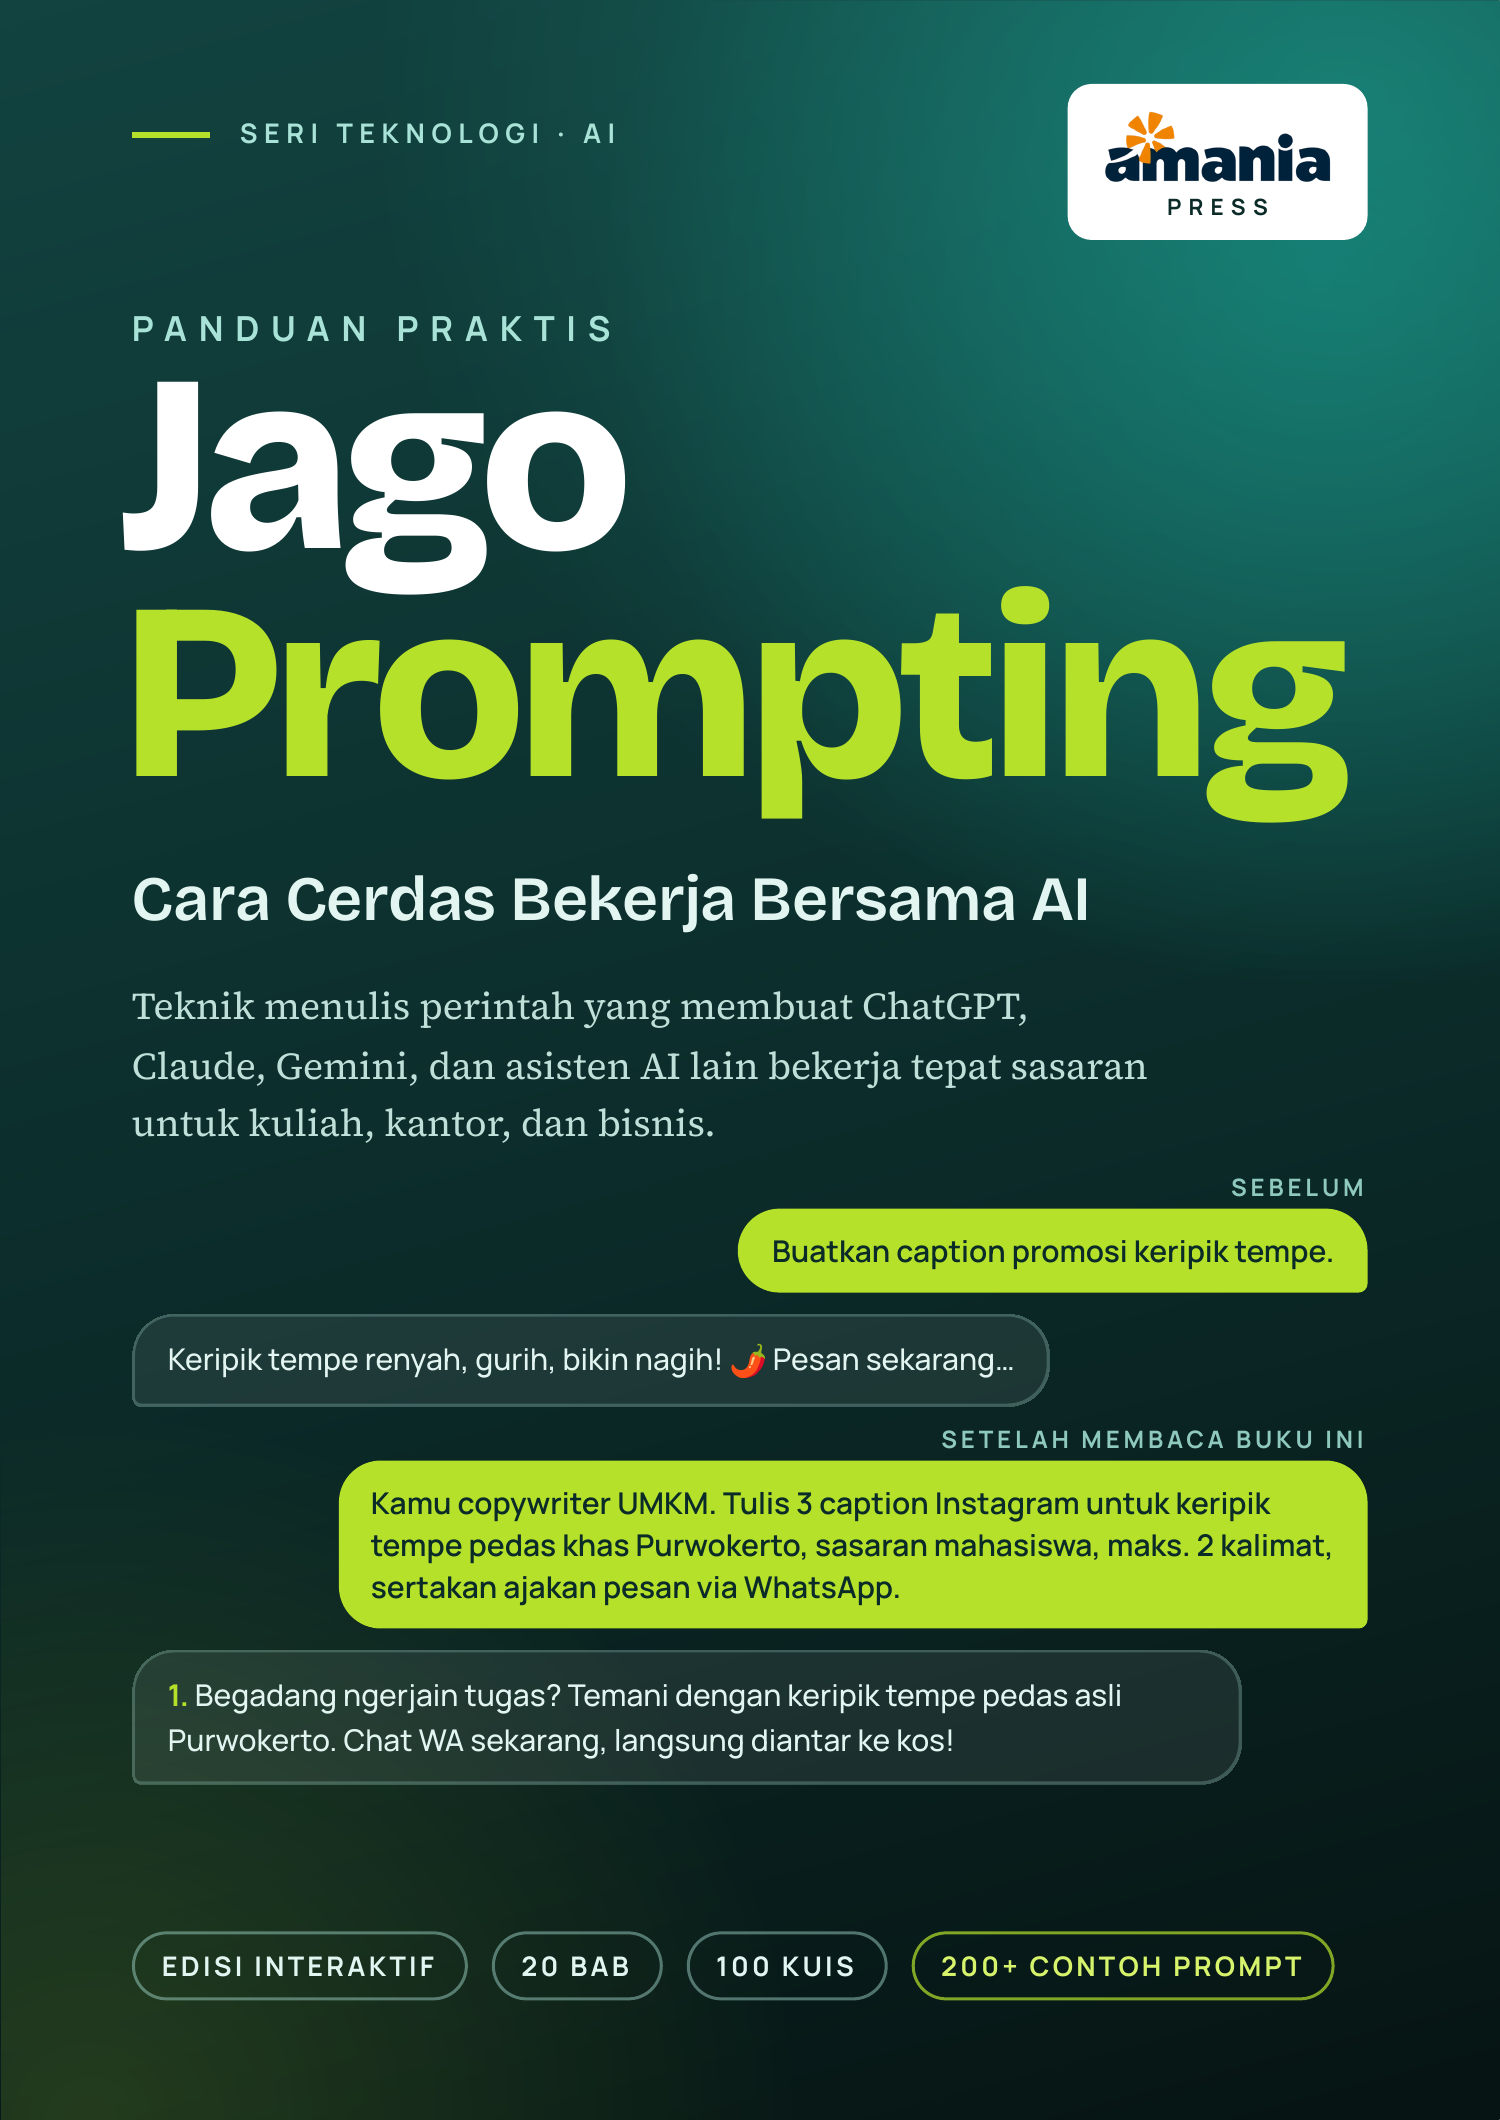 SERI TEKNOLOGI · AI
amania
PRESS
PANDUAN PRAKTIS
Jago
Prompting
Cara Cerdas Bekerja Bersama AI
Teknik menulis perintah yang membuat ChatGPT,
Claude, Gemini, dan asisten AI lain bekerja tepat sasaran
untuk kuliah, kantor, dan bisnis.
SEBELUM
Buatkan caption promosi keripik tempe.
Keripik tempe renyah, gurih, bikin nagih! 🌶️ Pesan sekarang...
SETELAH MEMBACA BUKU INI
Kamu copywriter UMKM. Tulis 3 caption Instagram untuk keripik
tempe pedas khas Purwokerto, sasaran mahasiswa, maks. 2 kalimat,
sertakan ajakan pesan via WhatsApp.
1. Begadang ngerjain tugas? Temani dengan keripik tempe pedas asli
Purwokerto. Chat WA sekarang, langsung diantar ke kos!
EDISI INTERAKTIF
20 BAB
100 KUIS
200+ CONTOH PROMPT